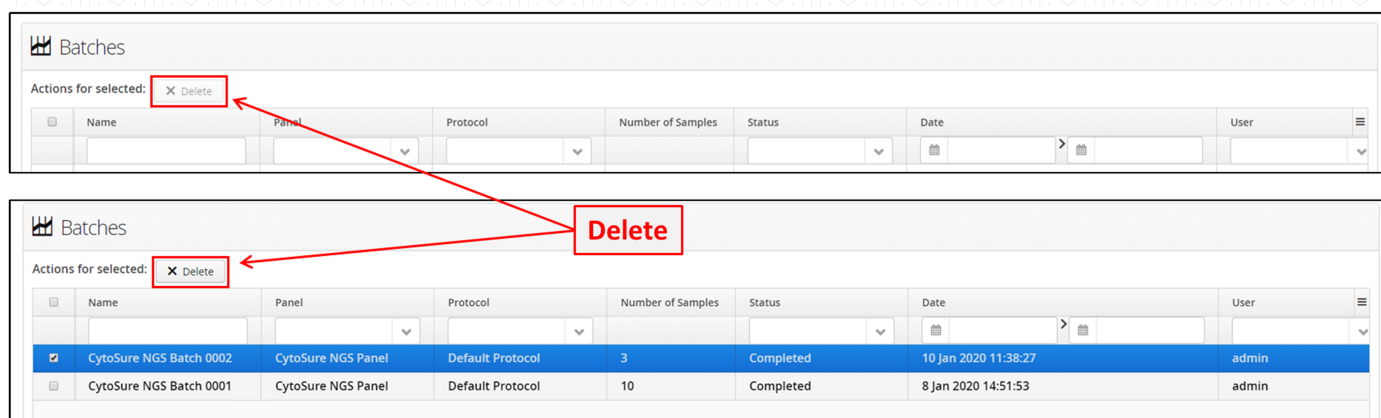 Batches
Actions for selected: × Delete
Name Panel Protocol Number of Samples Status Date User
Batches
Delete
Actions for selected: × Delete
Name Panel Protocol Number of Samples Status Date User
CytoSure NGS Batch 0002 CytoSure NGS Panel Default Protocol 3 Completed 10 Jan 2020 11:38:27 admin
CytoSure NGS Batch 0001 CytoSure NGS Panel Default Protocol 10 Completed 8 Jan 2020 14:51:53 admin